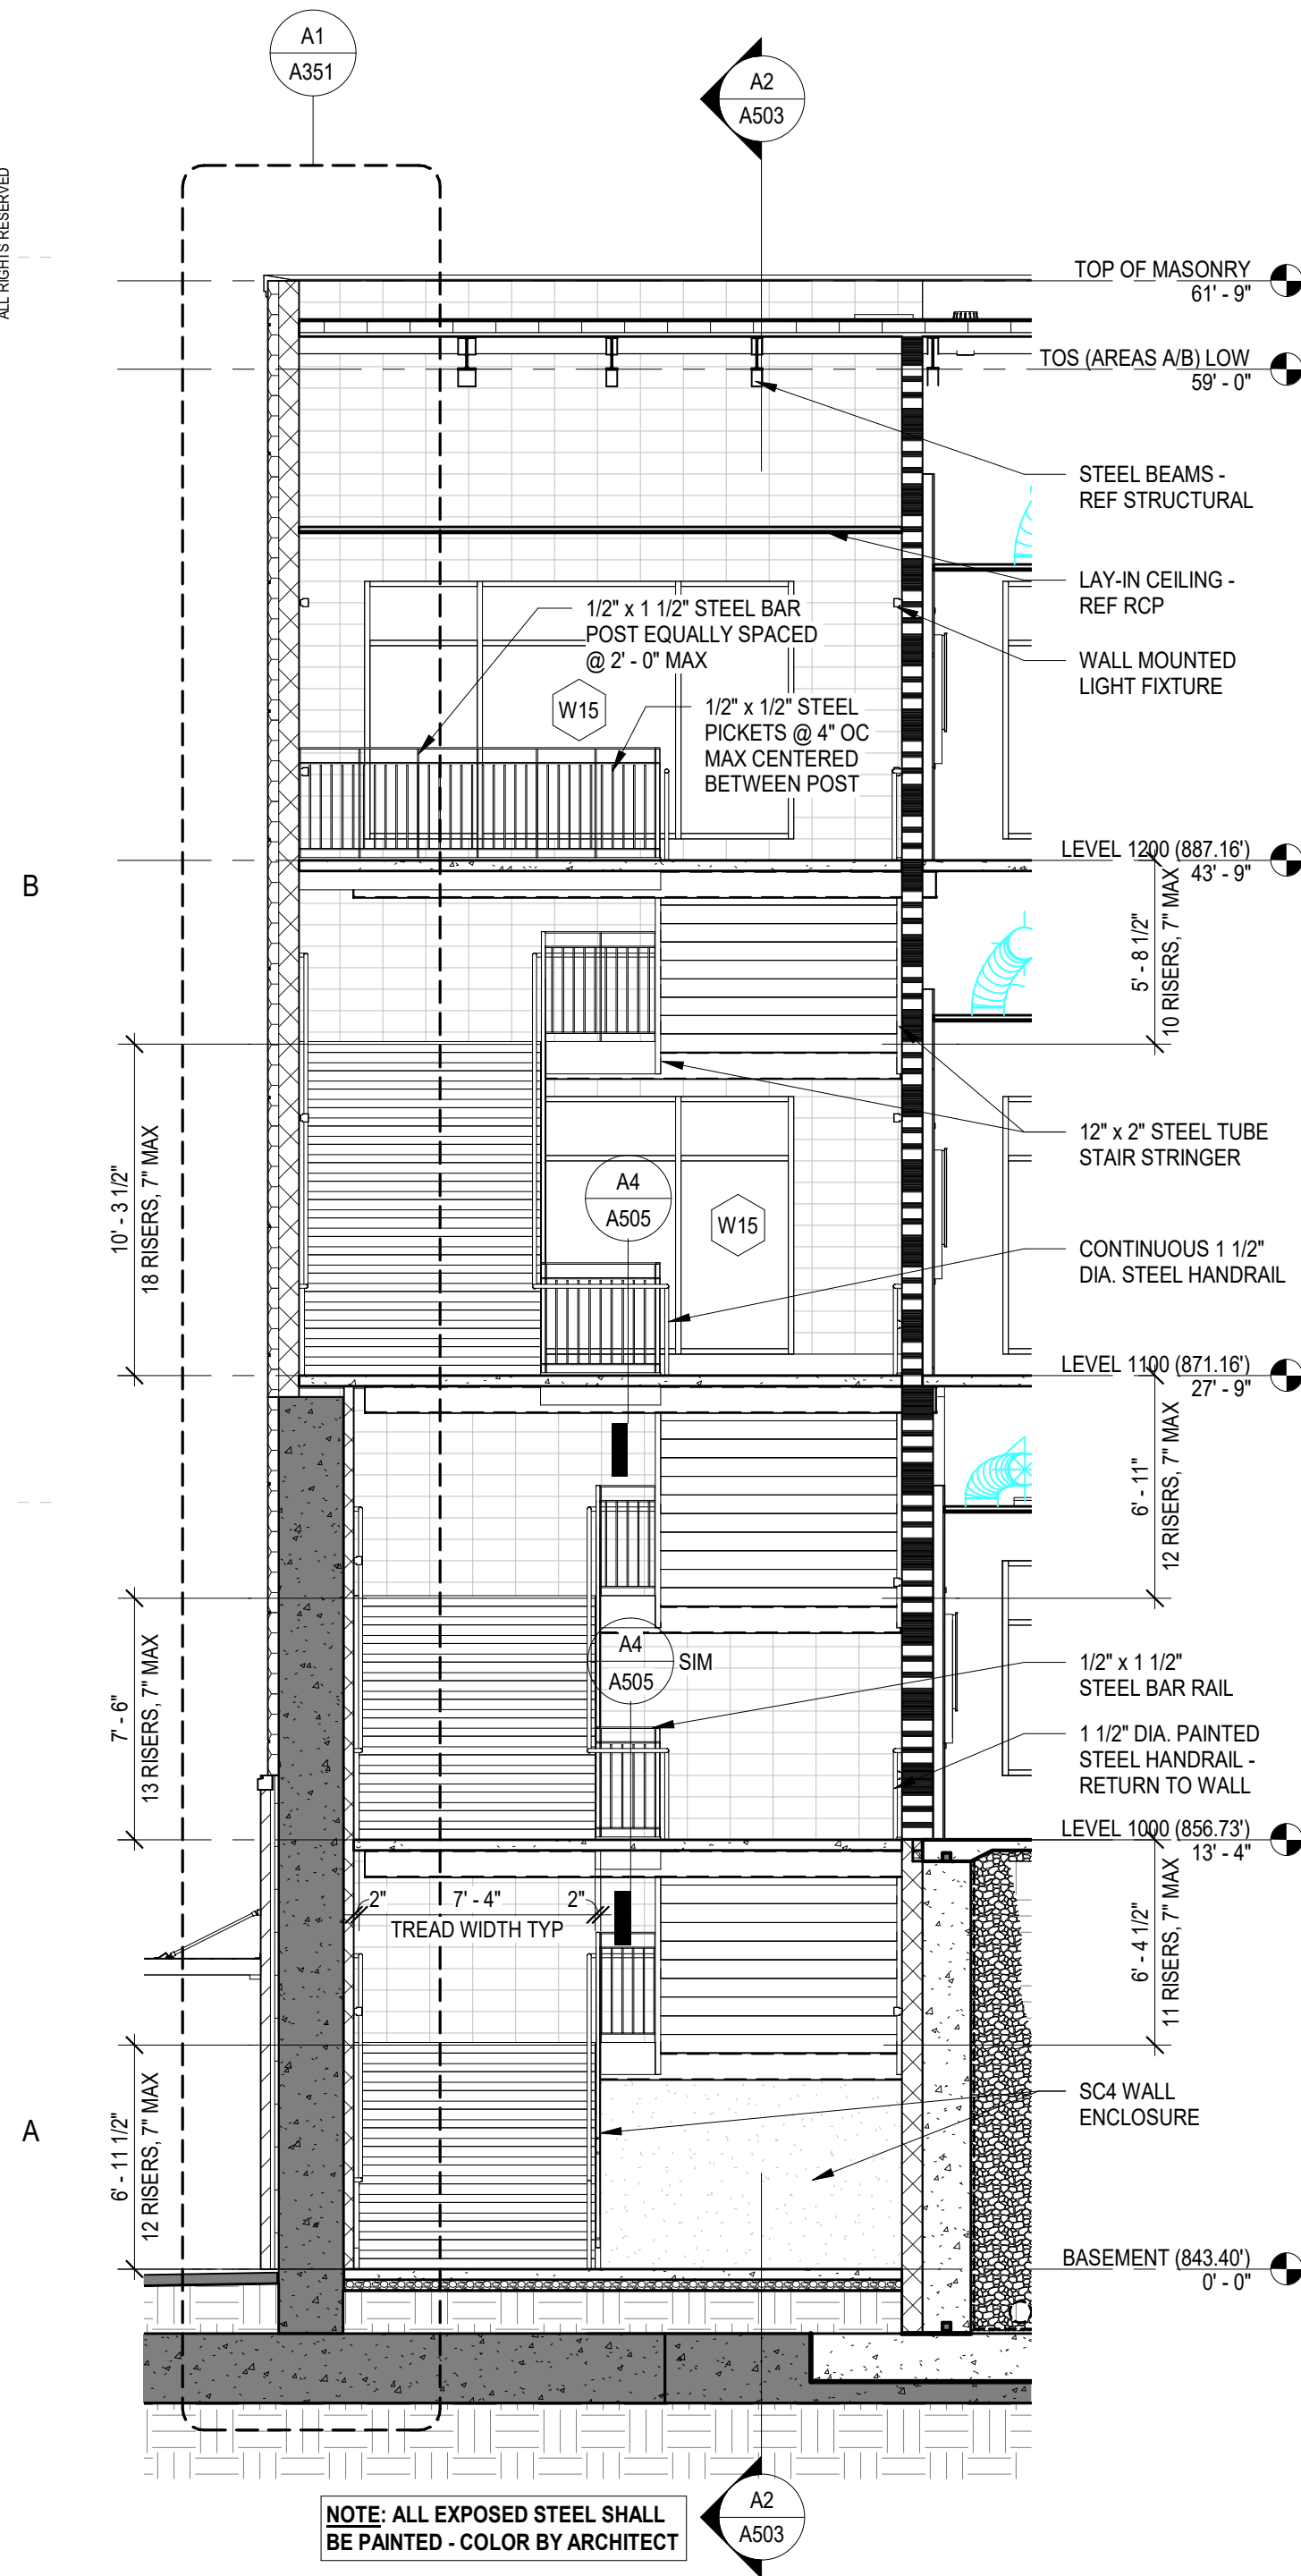 A1
A351
A2
A503
ALL RIGHTS RESERVED
TOP OF MASONRY
61' - 9"
TOS (AREAS A/B) LOW
59' - 0"
STEEL BEAMS -
REF STRUCTURAL
LAY-IN CEILING -
REF RCP
1/2" x 1 1/2" STEEL BAR
POST EQUALLY SPACED
@ 2' - 0" MAX
WALL MOUNTED
LIGHT FIXTURE
W15
1/2" x 1/2" STEEL
PICKETS @ 4" OC
MAX CENTERED
BETWEEN POST
LEVEL 1200 (887.16')
43' - 9"
B
5' - 8 1/2"
10 RISERS, 7" MAX
10' - 3 1/2"
18 RISERS, 7" MAX
12" x 2" STEEL TUBE
STAIR STRINGER
A4
A505
W15
CONTINUOUS 1 1/2"
DIA. STEEL HANDRAIL
LEVEL 1100 (871.16')
27' - 9"
6' - 11"
12 RISERS, 7" MAX
7' - 6"
13 RISERS, 7" MAX
A4
A505
SIM
1/2" x 1 1/2"
STEEL BAR RAIL
1 1/2" DIA. PAINTED
STEEL HANDRAIL -
RETURN TO WALL
LEVEL 1000 (856.73')
13' - 4"
2" 7' - 4" 2"
TREAD WIDTH TYP
6' - 4 1/2"
11 RISERS, 7" MAX
6' - 11 1/2"
12 RISERS, 7" MAX
SC4 WALL
ENCLOSURE
A
BASEMENT (843.40')
0' - 0"
NOTE: ALL EXPOSED STEEL SHALL
BE PAINTED - COLOR BY ARCHITECT
A2
A503